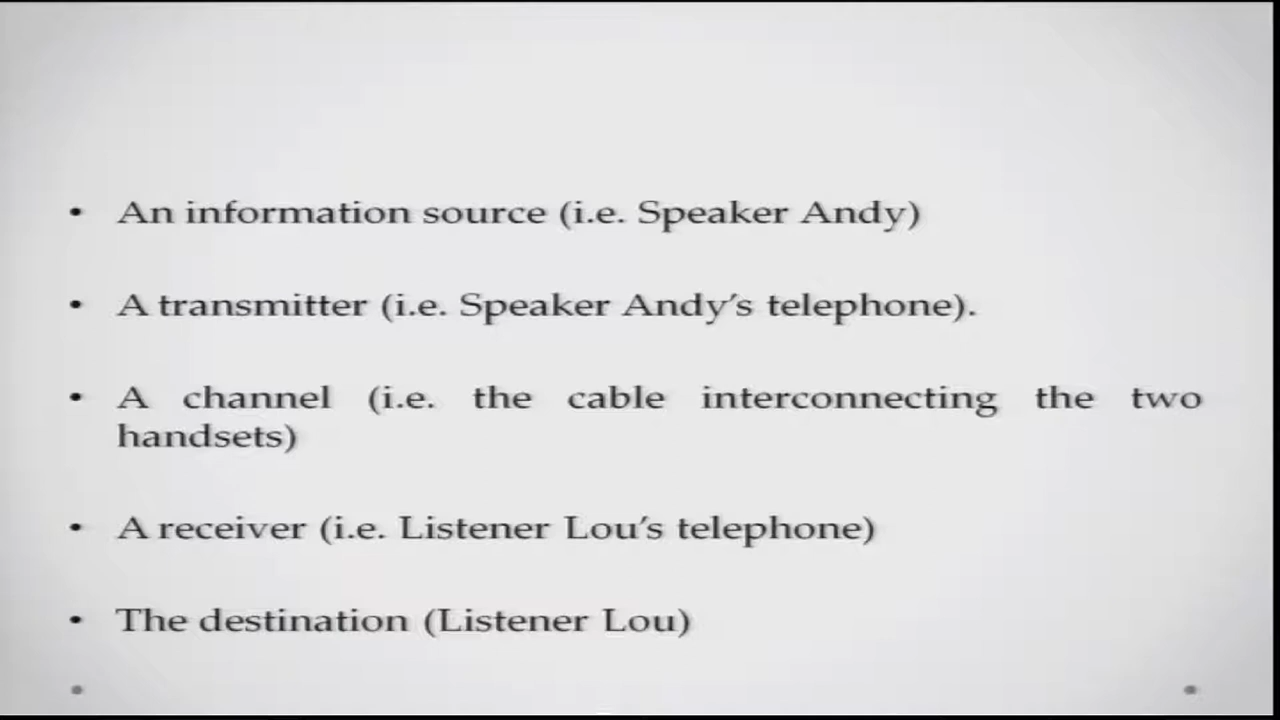 • An information source (i.e. Speaker Andy)
• A transmitter (i.e. Speaker Andy’s telephone).
• A channel (i.e. the cable interconnecting the two
handsets)
• A receiver (i.e. Listener Lou’s telephone)
• The destination (Listener Lou)